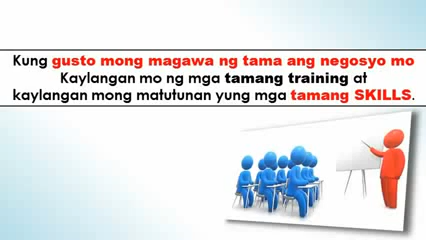 Kung gusto mong magawa ng tama ang negosyo mo
Kaylangan mo ng mga tamang training at
kaylangan mong matutunan yung mga tamang SKILLS.